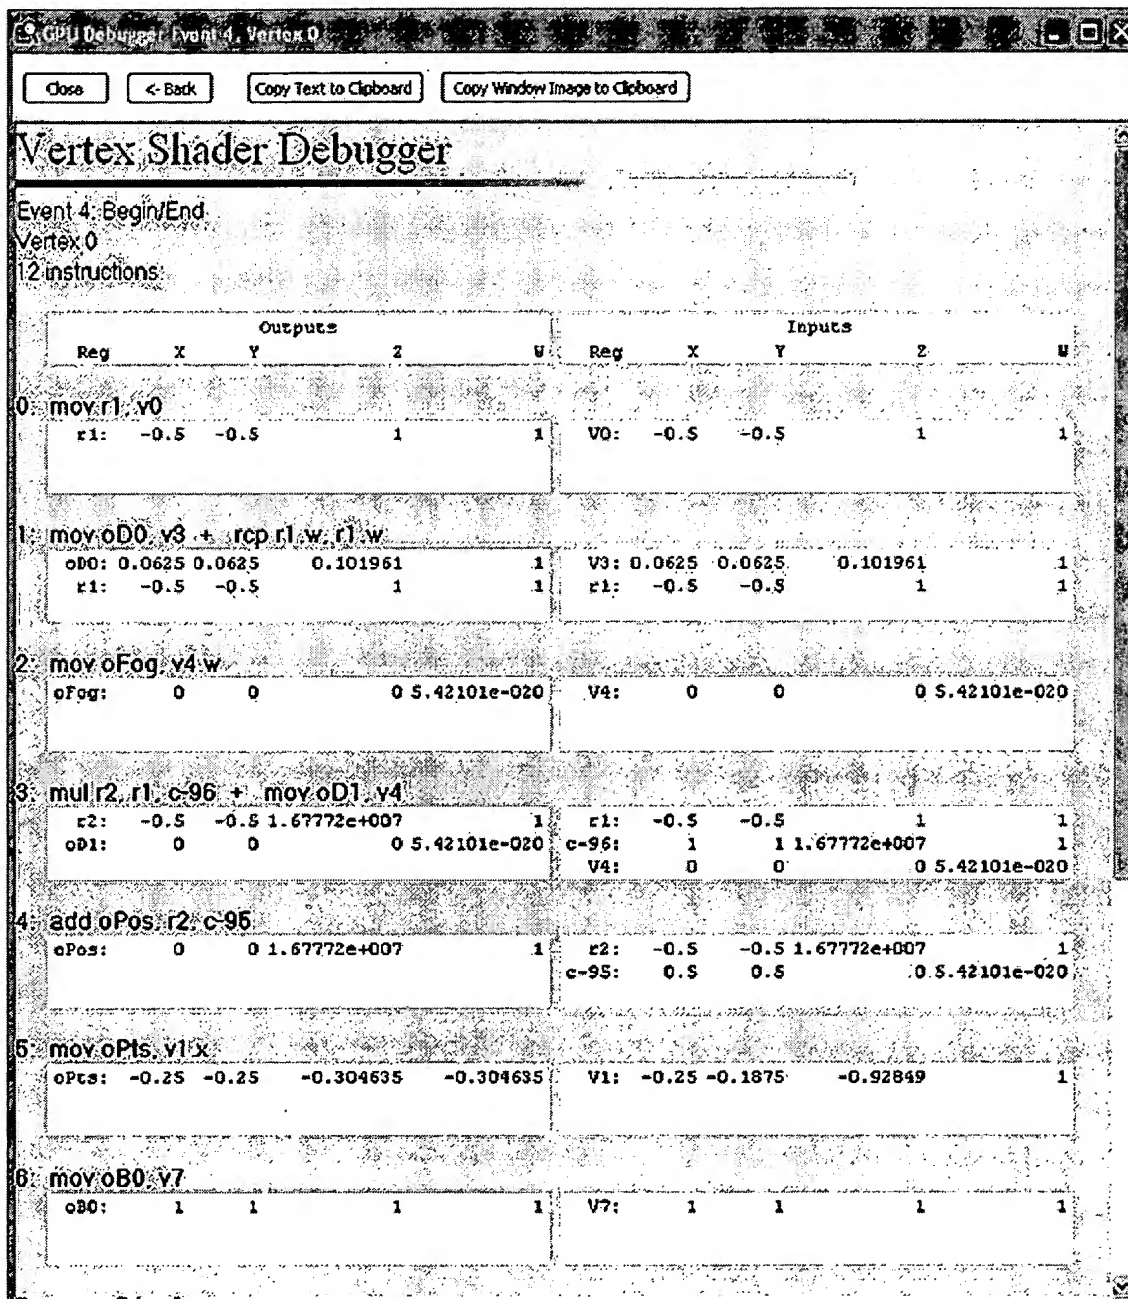 GPU Debugger Event 4, Vertex 0
Close <- Back Copy Text to Clipboard Copy Window Image to Clipboard
Vertex Shader Debugger
Event 4: Begin/End
Vertex 0
12 instructions:
Outputs Inputs
Reg X Y Z W Reg X Y Z W
0: mov r1, v0
r1: -0.5 -0.5 1 1 V0: -0.5 -0.5 1 1
1: mov oD0, v3 + rcp r1.w, r1.w
oD0: 0.0625 0.0625 0.101961 1 V3: 0.0625 0.0625 0.101961 1
r1: -0.5 -0.5 1 1 r1: -0.5 -0.5 1 1
2: mov oFog, v4.w
oFog: 0 0 0 5.42101e-020 V4: 0 0 0 5.42101e-020
3: mul r2, r1, c-96 + mov oD1, v4
r2: -0.5 -0.5 1.67772e+007 1 r1: -0.5 -0.5 1 1
oD1: 0 0 0 5.42101e-020 c-96: 1 1 1.67772e+007 1
V4: 0 0 0 5.42101e-020
4: add oPos, r2, c-95
oPos: 0 0 1.67772e+007 1 r2: -0.5 -0.5 1.67772e+007 1
c-95: 0.5 0.5 0 5.42101e-020
5: mov oPts, v1.x
oPts: -0.25 -0.25 -0.304635 -0.304635 V1: -0.25 -0.1875 -0.92849 1
6: mov oB0, v7
oB0: 1 1 1 1 V7: 1 1 1 1